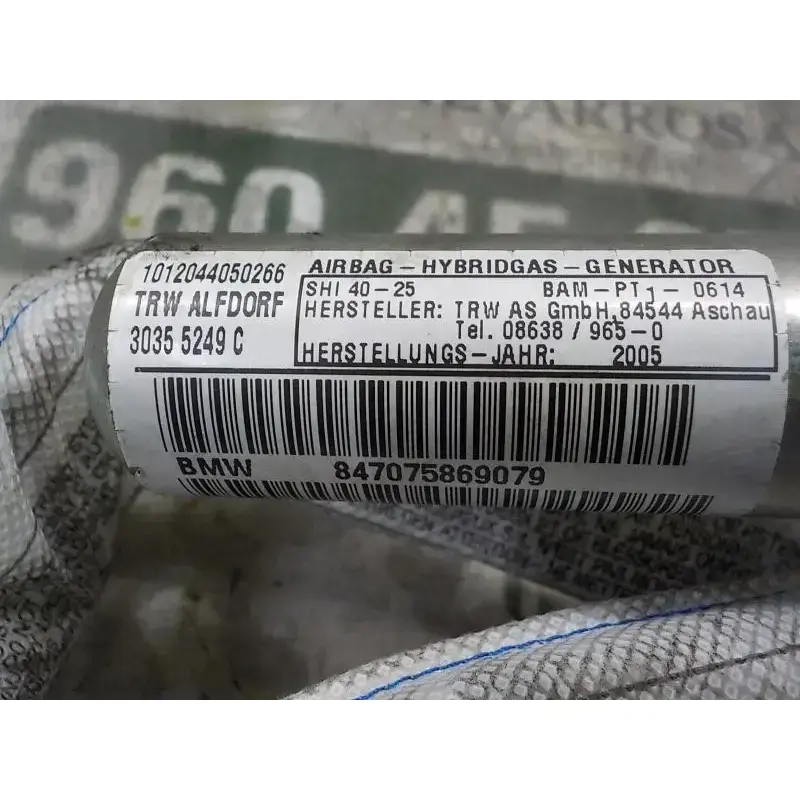 960 45
1012044050266
TRW ALFDORF
3035 5249 C
AIRBAG-HYBRIDGAS-GENERATOR
SHI 40-25 BAM-PT1-0614
HERSTELLER: TRW AS GmbH,84544 Aschau
Tel. 08638 / 965-0
HERSTELLUNGS-JAHR: 2005
BMW 847075869079